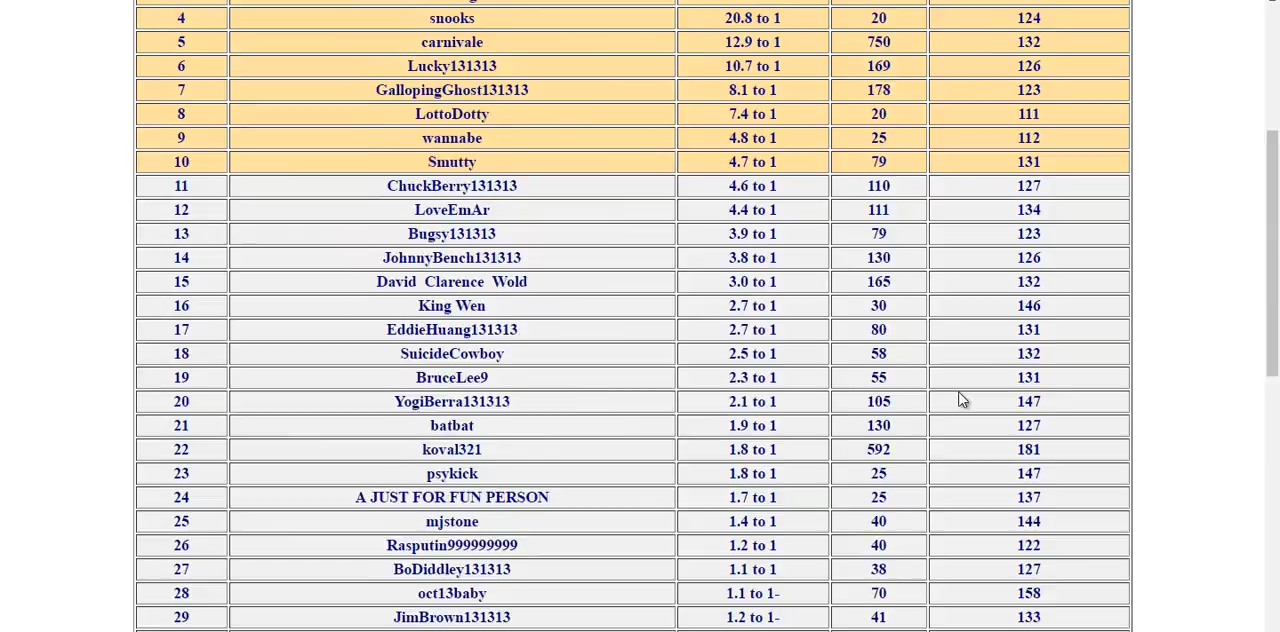 4 snooks 20.8 to 1 20 124
5 carnivale 12.9 to 1 750 132
6 Lucky131313 10.7 to 1 169 126
7 GallopingGhost131313 8.1 to 1 178 123
8 LottoDotty 7.4 to 1 20 111
9 wannabe 4.8 to 1 25 112
10 Smutty 4.7 to 1 79 131
11 ChuckBerry131313 4.6 to 1 110 127
12 LoveEmAr 4.4 to 1 111 134
13 Bugsy131313 3.9 to 1 79 123
14 JohnnyBench131313 3.8 to 1 130 126
15 David Clarence Wold 3.0 to 1 165 132
16 King Wen 2.7 to 1 30 146
17 EddieHuang131313 2.7 to 1 80 131
18 SuicideCowboy 2.5 to 1 58 132
19 BruceLee9 2.3 to 1 55 131
20 YogiBerra131313 2.1 to 1 105 147
21 batbat 1.9 to 1 130 127
22 koval321 1.8 to 1 592 181
23 psykick 1.8 to 1 25 147
24 A JUST FOR FUN PERSON 1.7 to 1 25 137
25 mjstone 1.4 to 1 40 144
26 Rasputin999999999 1.2 to 1 40 122
27 BoDiddley131313 1.1 to 1 38 127
28 oct13baby 1.1 to 1- 70 158
29 JimBrown131313 1.2 to 1- 41 133